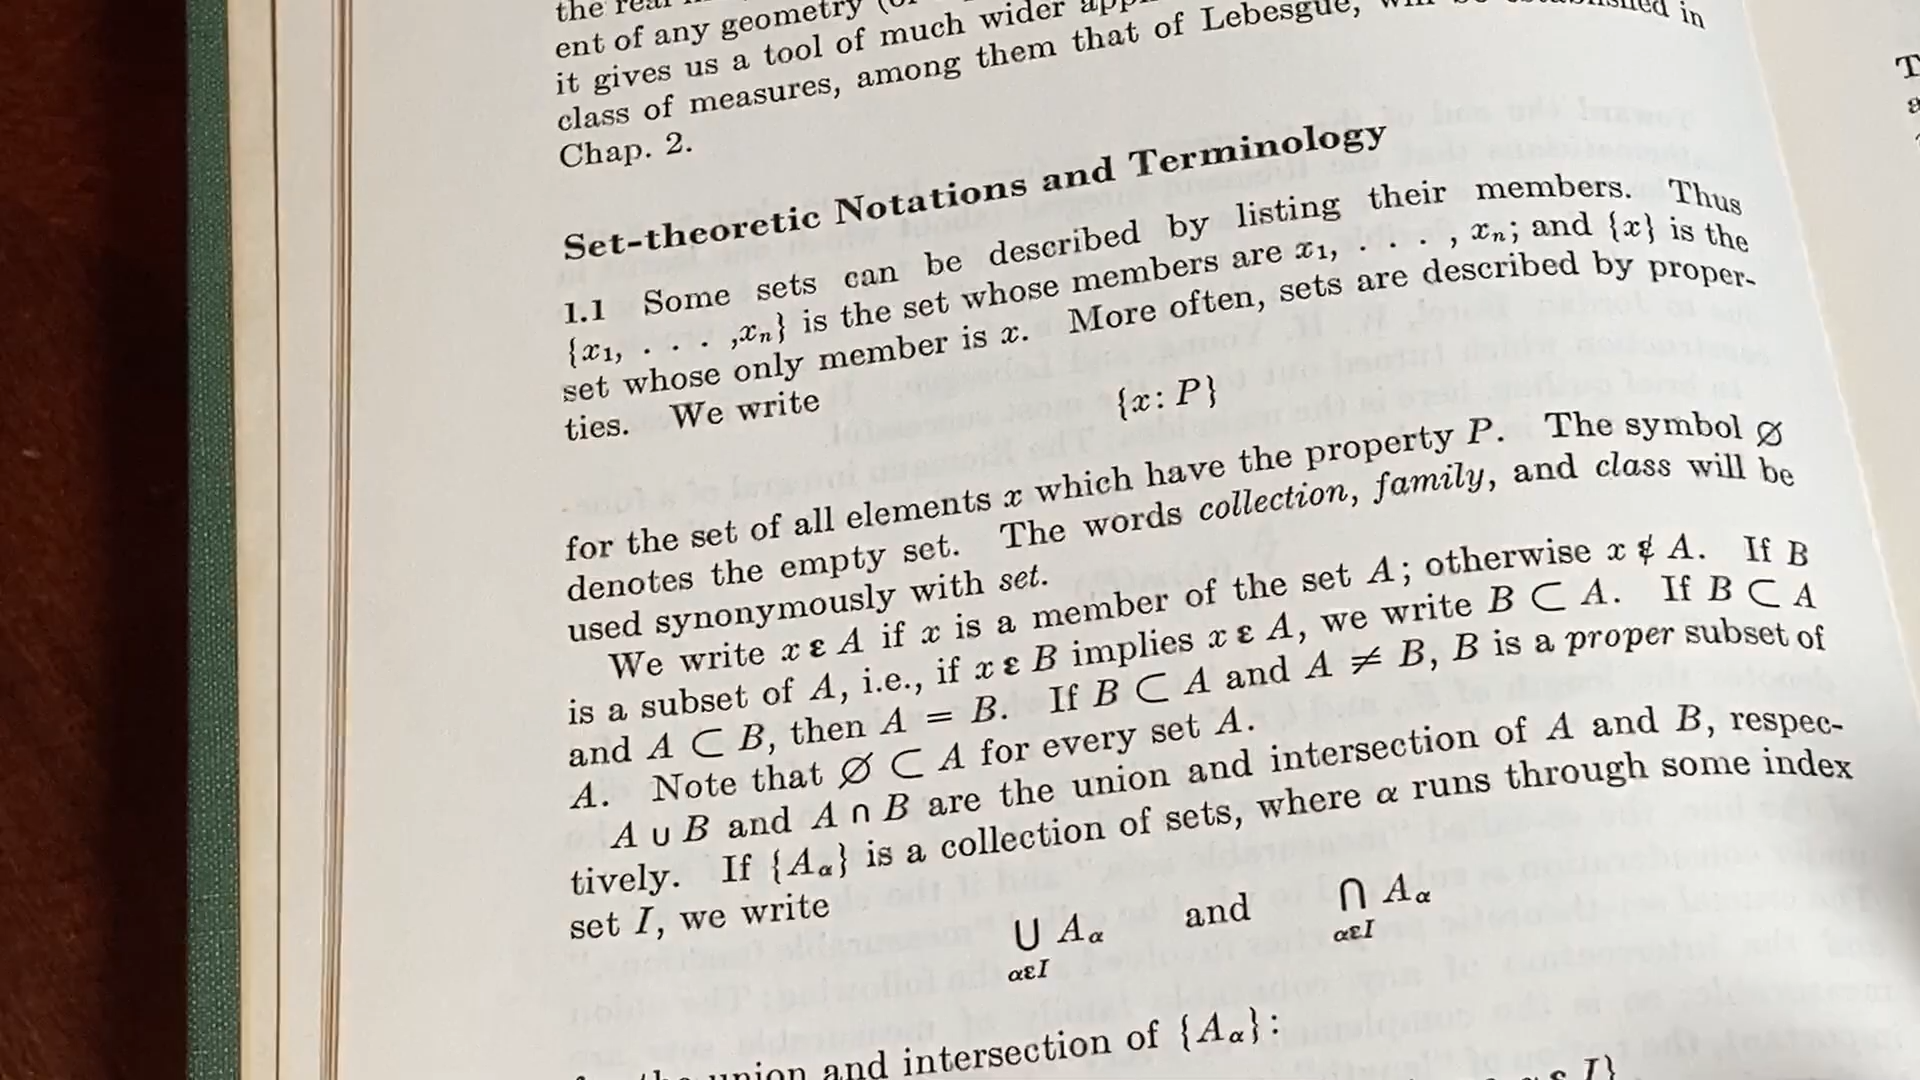 the real
ent of any geometry
it gives us a tool of much wider
class of measures, among them that of Lebesgue, in
Chap. 2.
Set-theoretic Notations and Terminology
1.1 Some sets can be described by listing their members. Thus
{x₁, . . . ,xₙ} is the set whose members are x₁, . . . , xₙ; and {x} is the
set whose only member is x. More often, sets are described by proper-
ties. We write
{x: P}
for the set of all elements x which have the property P. The symbol ∅
denotes the empty set. The words collection, family, and class will be
used synonymously with set.
We write x ε A if x is a member of the set A; otherwise x ∉ A. If B
is a subset of A, i.e., if x ε B implies x ε A, we write B ⊂ A. If B ⊂ A
and A ⊂ B, then A = B. If B ⊂ A and A ≠ B, B is a proper subset of
A. Note that ∅ ⊂ A for every set A.
A ∪ B and A ∩ B are the union and intersection of A and B, respec-
tively. If {Aα} is a collection of sets, where α runs through some index
set I, we write
∪ Aα and ∩ Aα
αεI αεI
union and intersection of {Aα}:
ε I}